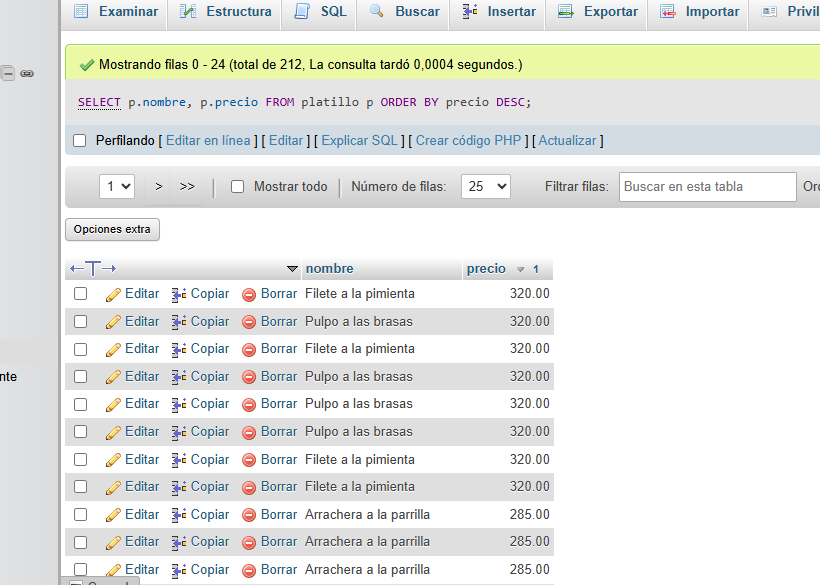 Examinar Estructura SQL Buscar Insertar Exportar Importar Privil
Mostrando filas 0 - 24 (total de 212, La consulta tardó 0,0004 segundos.)
SELECT p.nombre, p.precio FROM platillo p ORDER BY precio DESC;
Perfilando [ Editar en línea ] [ Editar ] [ Explicar SQL ] [ Crear código PHP ] [ Actualizar ]
1 > >> | Mostrar todo | Número de filas: 25 Filtrar filas: Buscar en esta tabla Ord
Opciones extra
←T→ nombre precio 1
Editar Copiar Borrar Filete a la pimienta 320.00
Editar Copiar Borrar Pulpo a las brasas 320.00
Editar Copiar Borrar Filete a la pimienta 320.00
nte Editar Copiar Borrar Pulpo a las brasas 320.00
Editar Copiar Borrar Pulpo a las brasas 320.00
Editar Copiar Borrar Pulpo a las brasas 320.00
Editar Copiar Borrar Filete a la pimienta 320.00
Editar Copiar Borrar Filete a la pimienta 320.00
Editar Copiar Borrar Arrachera a la parrilla 285.00
Editar Copiar Borrar Arrachera a la parrilla 285.00
Editar Copiar Borrar Arrachera a la parrilla 285.00